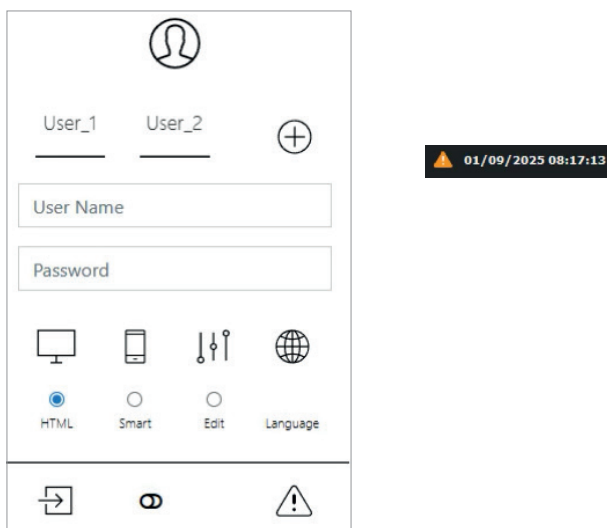 User_1 User_2
01/09/2025 08:17:13
User Name
Password
HTML Smart Edit Language